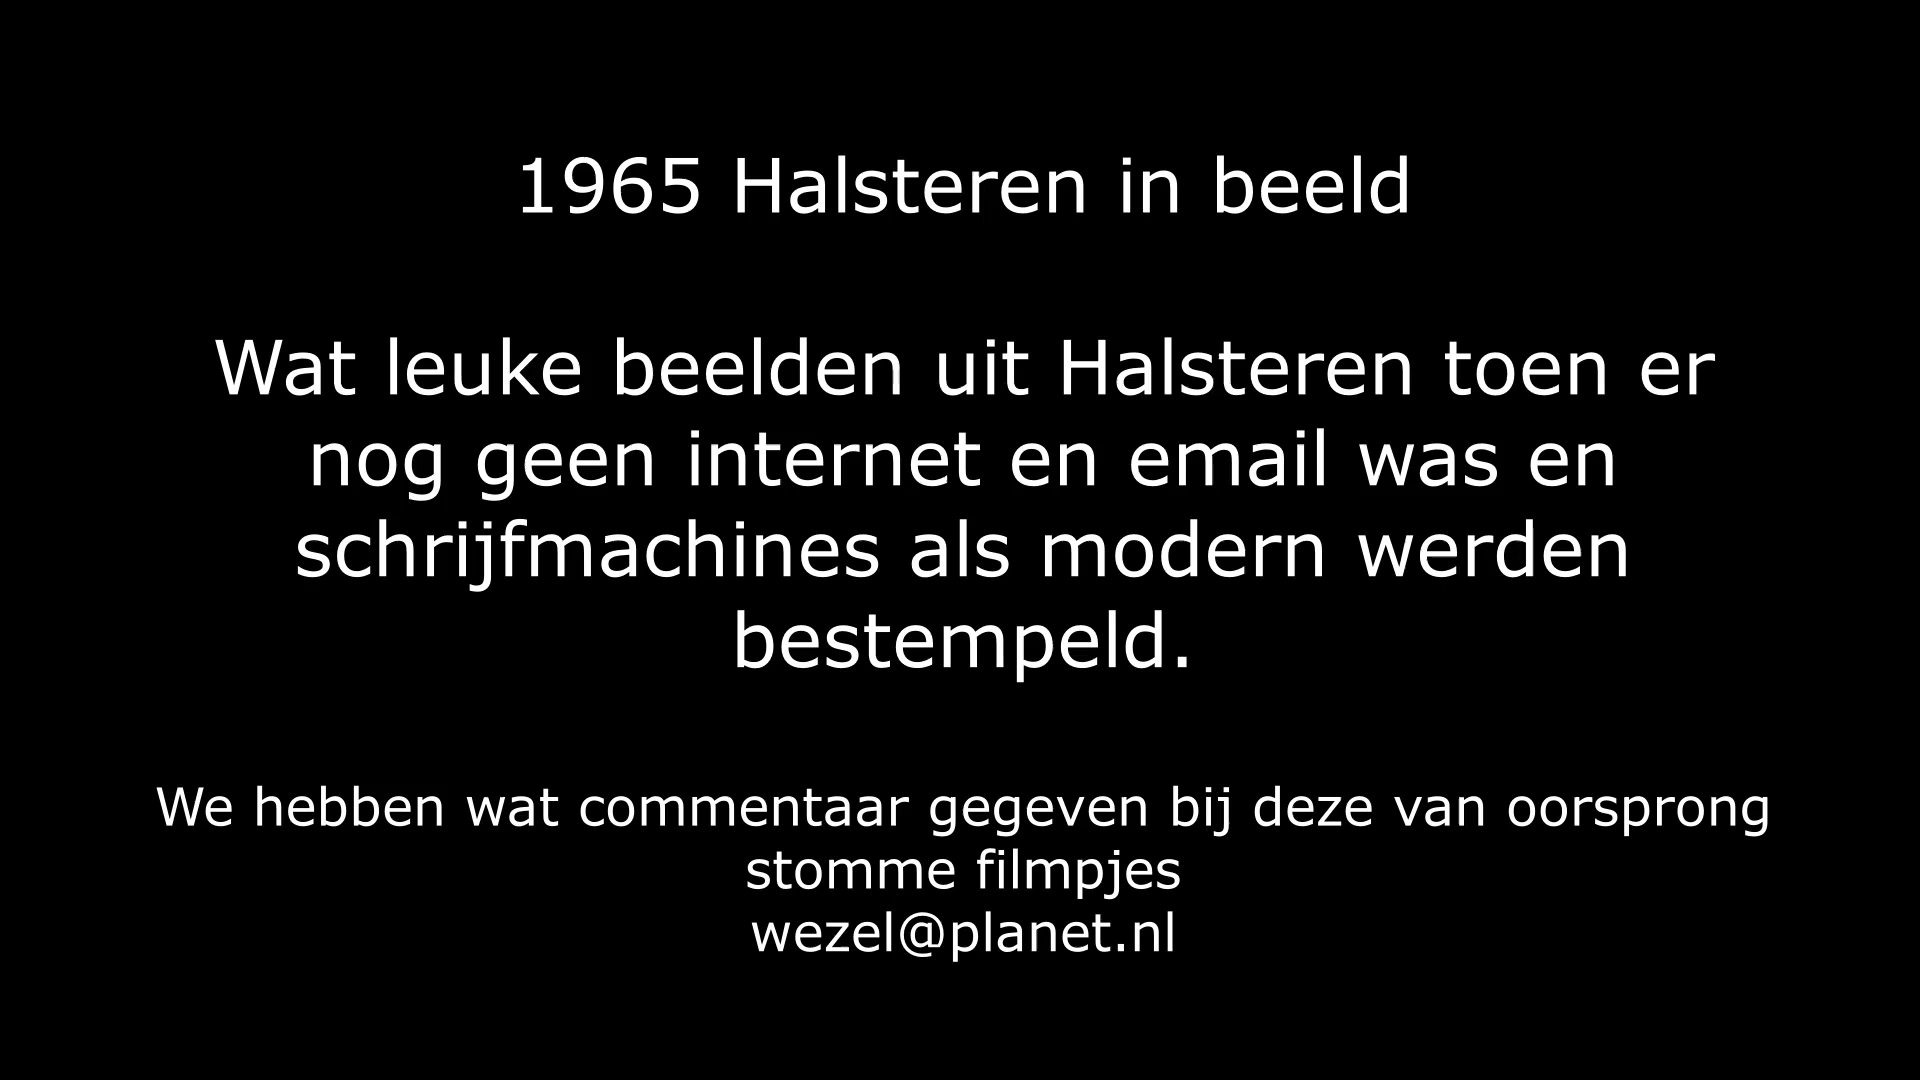 1965 Halsteren in beeld
Wat leuke beelden uit Halsteren toen er
nog geen internet en email was en
schrijfmachines als modern werden
bestempeld.
We hebben wat commentaar gegeven bij deze van oorsprong
stomme filmpjes
wezel@planet.nl